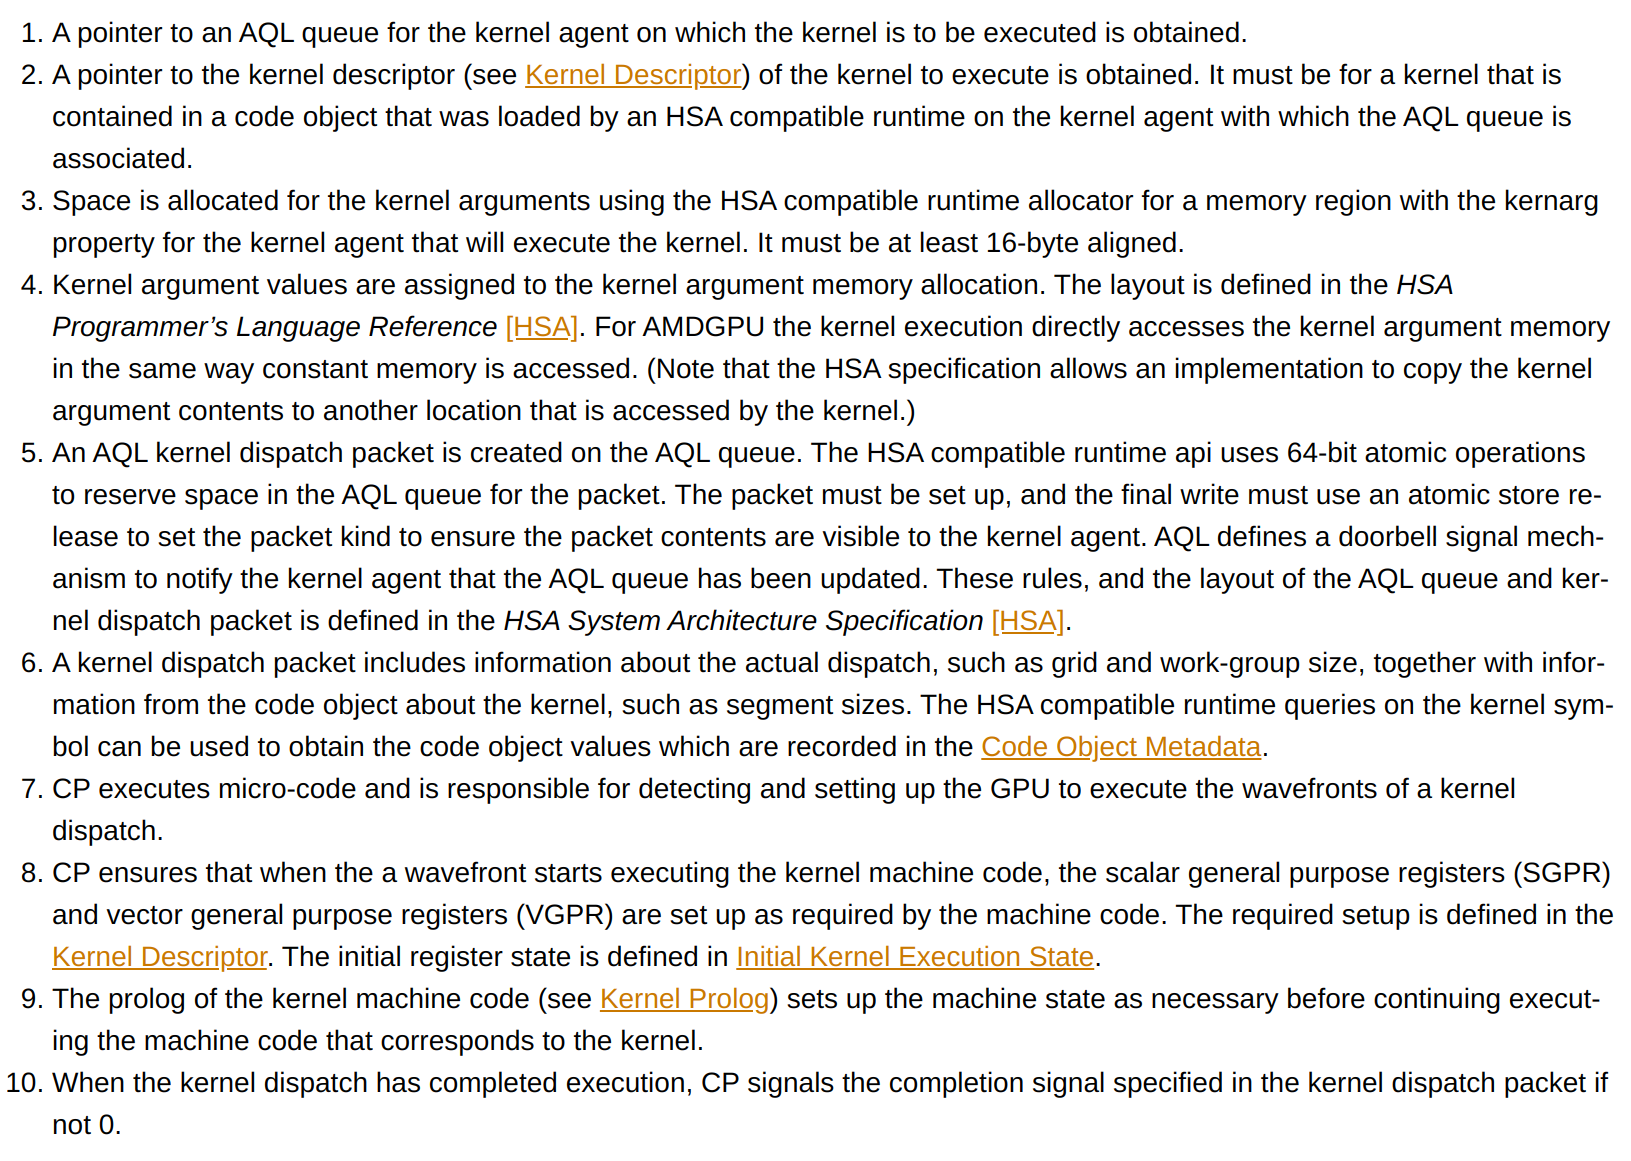 1. A pointer to an AQL queue for the kernel agent on which the kernel is to be executed is obtained.
2. A pointer to the kernel descriptor (see Kernel Descriptor) of the kernel to execute is obtained. It must be for a kernel that is
contained in a code object that was loaded by an HSA compatible runtime on the kernel agent with which the AQL queue is
associated.
3. Space is allocated for the kernel arguments using the HSA compatible runtime allocator for a memory region with the kernarg
property for the kernel agent that will execute the kernel. It must be at least 16-byte aligned.
4. Kernel argument values are assigned to the kernel argument memory allocation. The layout is defined in the HSA
Programmer’s Language Reference [HSA]. For AMDGPU the kernel execution directly accesses the kernel argument memory
in the same way constant memory is accessed. (Note that the HSA specification allows an implementation to copy the kernel
argument contents to another location that is accessed by the kernel.)
5. An AQL kernel dispatch packet is created on the AQL queue. The HSA compatible runtime api uses 64-bit atomic operations
to reserve space in the AQL queue for the packet. The packet must be set up, and the final write must use an atomic store re-
lease to set the packet kind to ensure the packet contents are visible to the kernel agent. AQL defines a doorbell signal mech-
anism to notify the kernel agent that the AQL queue has been updated. These rules, and the layout of the AQL queue and ker-
nel dispatch packet is defined in the HSA System Architecture Specification [HSA].
6. A kernel dispatch packet includes information about the actual dispatch, such as grid and work-group size, together with infor-
mation from the code object about the kernel, such as segment sizes. The HSA compatible runtime queries on the kernel sym-
bol can be used to obtain the code object values which are recorded in the Code Object Metadata.
7. CP executes micro-code and is responsible for detecting and setting up the GPU to execute the wavefronts of a kernel
dispatch.
8. CP ensures that when the a wavefront starts executing the kernel machine code, the scalar general purpose registers (SGPR)
and vector general purpose registers (VGPR) are set up as required by the machine code. The required setup is defined in the
Kernel Descriptor. The initial register state is defined in Initial Kernel Execution State.
9. The prolog of the kernel machine code (see Kernel Prolog) sets up the machine state as necessary before continuing execut-
ing the machine code that corresponds to the kernel.
10. When the kernel dispatch has completed execution, CP signals the completion signal specified in the kernel dispatch packet if
not 0.